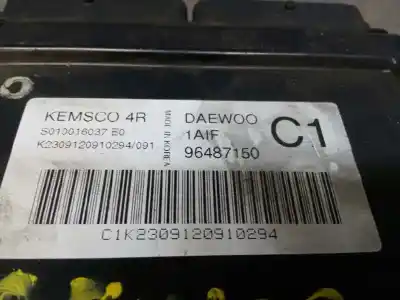 KEMSCO 4R
S010016037 E0
K2309120910294/091
MADE IN KOREA
DAEWOO
1AIF
96487150
C1
C1K2309120910294